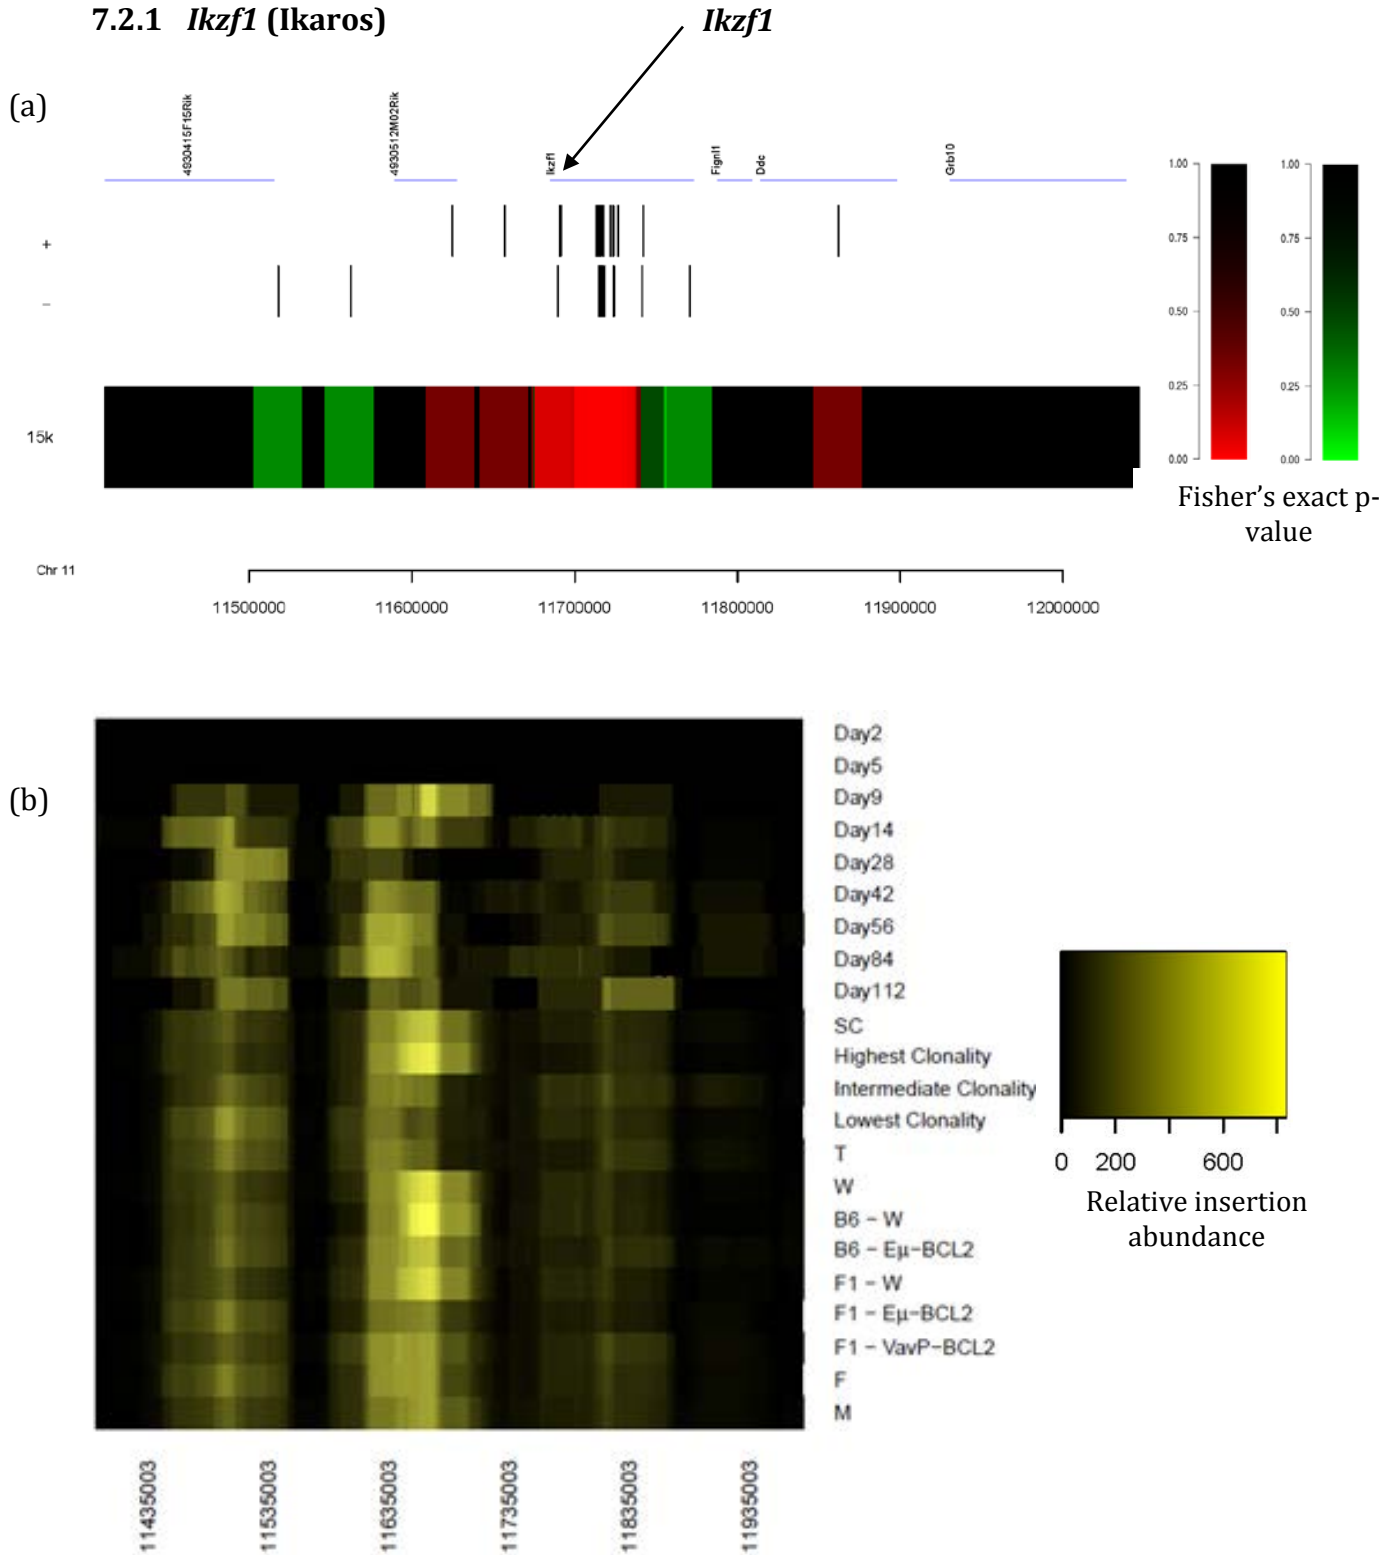 7.2.1 Ikzf1 (Ikaros)
Ikzf1
(a)
4930415F15Rik
4930512M02Rik
Ikzf1
Fignl1
Ddc
Grb10
+
−
15k
1.00
0.75
0.50
0.25
0.00
1.00
0.75
0.50
0.25
0.00
Fisher's exact p-
value
Chr 11
11500000 11600000 11700000 11800000 11900000 12000000
(b)
Day2
Day5
Day9
Day14
Day28
Day42
Day56
Day84
Day112
SC
Highest Clonality
Intermediate Clonality
Lowest Clonality
T
W
B6 − W
B6 − Eμ−BCL2
F1 − W
F1 − Eμ−BCL2
F1 − VavP−BCL2
F
M
0 200 600
Relative insertion
abundance
11435003
11535003
11635003
11735003
11835003
11935003